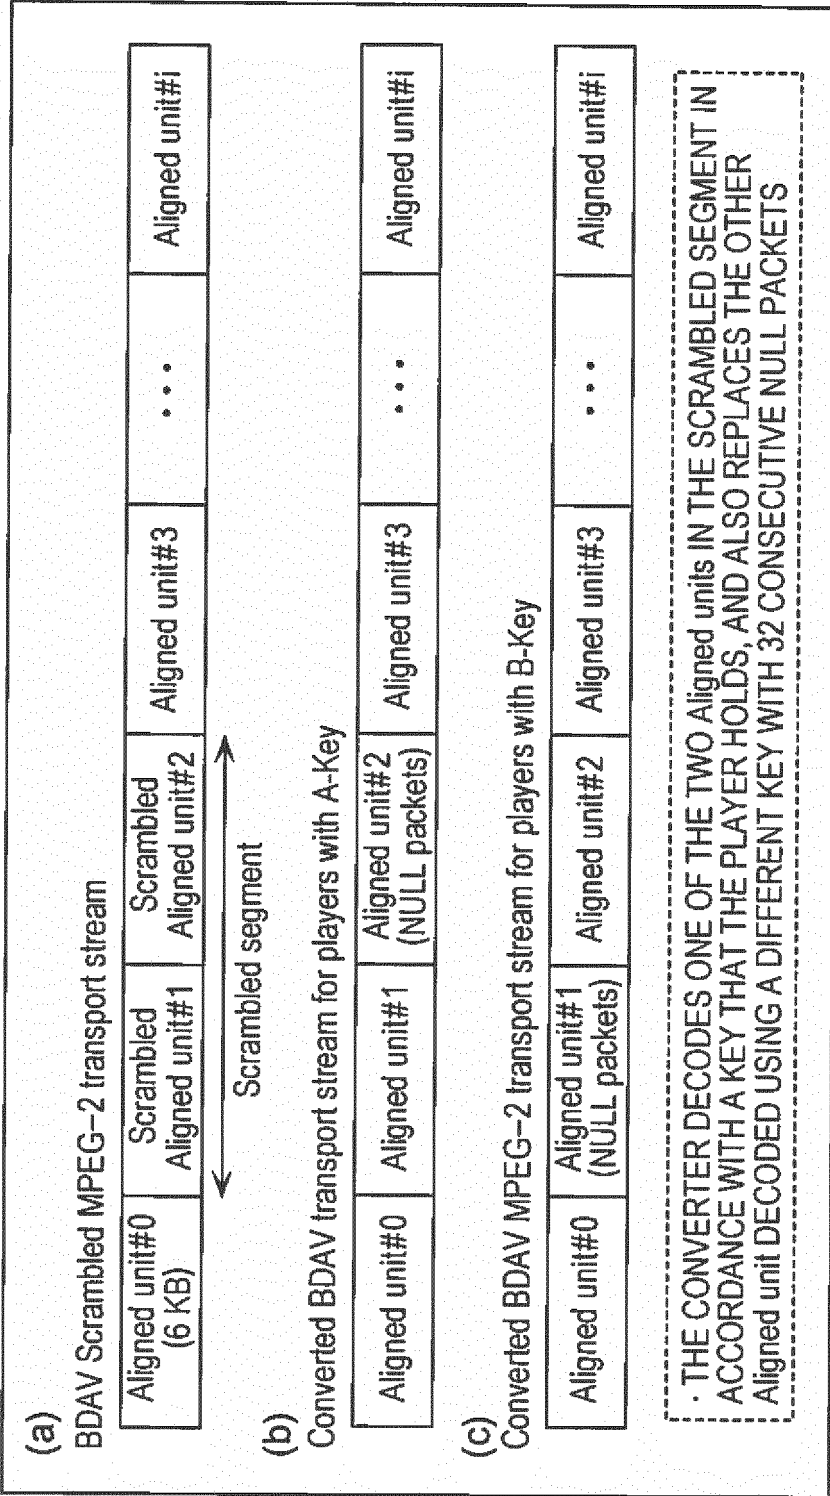 (a)
BDAV Scrambled MPEG-2 transport stream
Aligned unit#0
(6 KB)
Scrambled
Aligned unit#1
Scrambled
Aligned unit#2
Aligned unit#3
• • •
Aligned unit#i
Scrambled segment
(b)
Converted BDAV transport stream for players with A-Key
Aligned unit#0
Aligned unit#1
Aligned unit#2
(NULL packets)
Aligned unit#3
• • •
Aligned unit#i
(c)
Converted BDAV MPEG-2 transport stream for players with B-Key
Aligned unit#0
Aligned unit#1
(NULL packets)
Aligned unit#2
Aligned unit#3
• • •
Aligned unit#i
· THE CONVERTER DECODES ONE OF THE TWO Aligned units IN THE SCRAMBLED SEGMENT IN
ACCORDANCE WITH A KEY THAT THE PLAYER HOLDS, AND ALSO REPLACES THE OTHER
Aligned unit DECODED USING A DIFFERENT KEY WITH 32 CONSECUTIVE NULL PACKETS